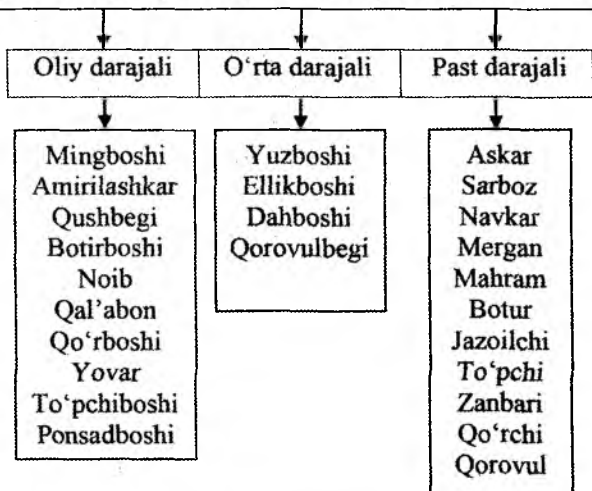 Oliy darajali
O‘rta darajali
Past darajali
Mingboshi
Amirilashkar
Qushbegi
Botirboshi
Noib
Qal’abon
Qo‘rboshi
Yovar
To‘pchiboshi
Ponsadboshi
Yuzboshi
Ellikboshi
Dahboshi
Qorovulbegi
Askar
Sarboz
Navkar
Mergan
Mahram
Botur
Jazoilchi
To‘pchi
Zanbari
Qo‘rchi
Qorovul